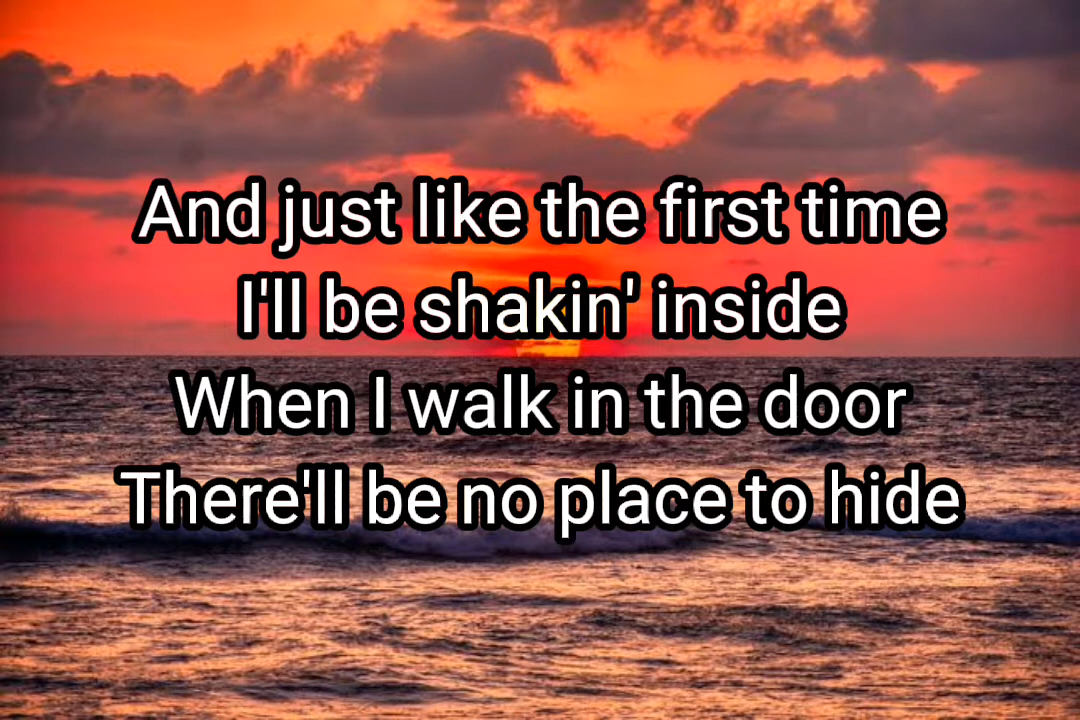 And just like the first time
I'll be shakin' inside
When I walk in the door
There'll be no place to hide